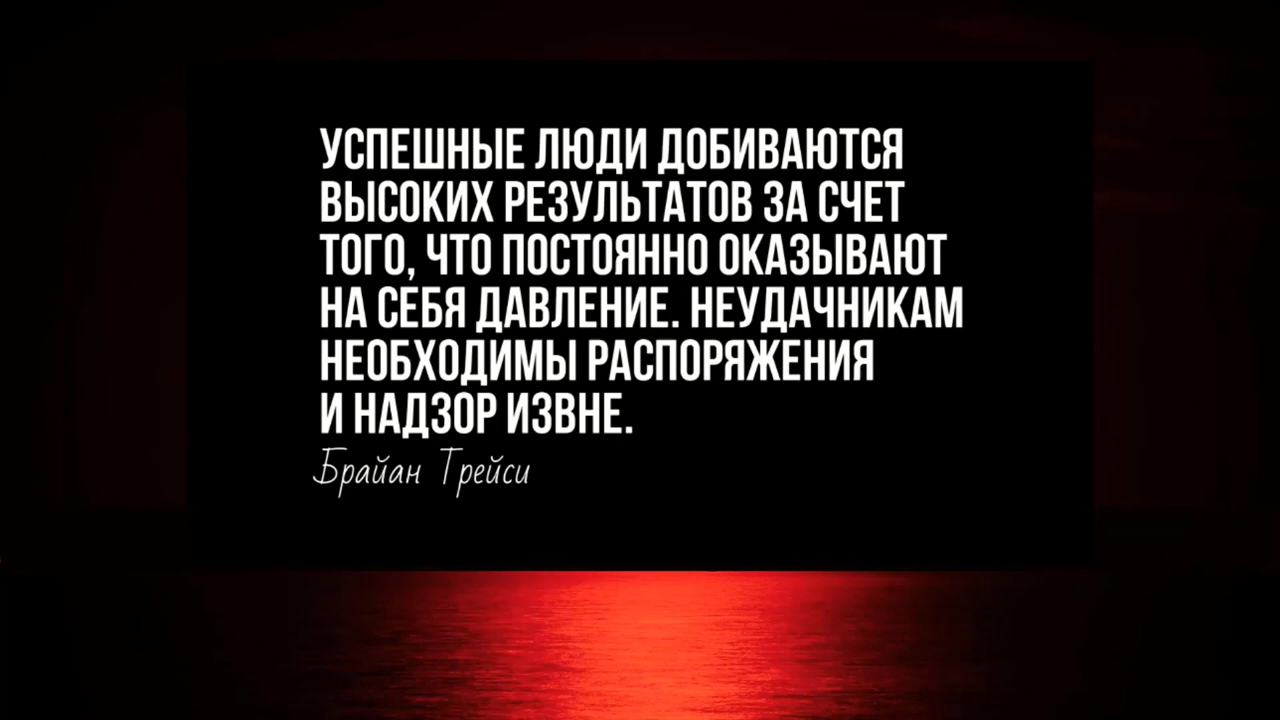 УСПЕШНЫЕ ЛЮДИ ДОБИВАЮТСЯ
ВЫСОКИХ РЕЗУЛЬТАТОВ ЗА СЧЕТ
ТОГО, ЧТО ПОСТОЯННО ОКАЗЫВАЮТ
НА СЕБЯ ДАВЛЕНИЕ. НЕУДАЧНИКАМ
НЕОБХОДИМЫ РАСПОРЯЖЕНИЯ
И НАДЗОР ИЗВНЕ.
Брайан Трейси